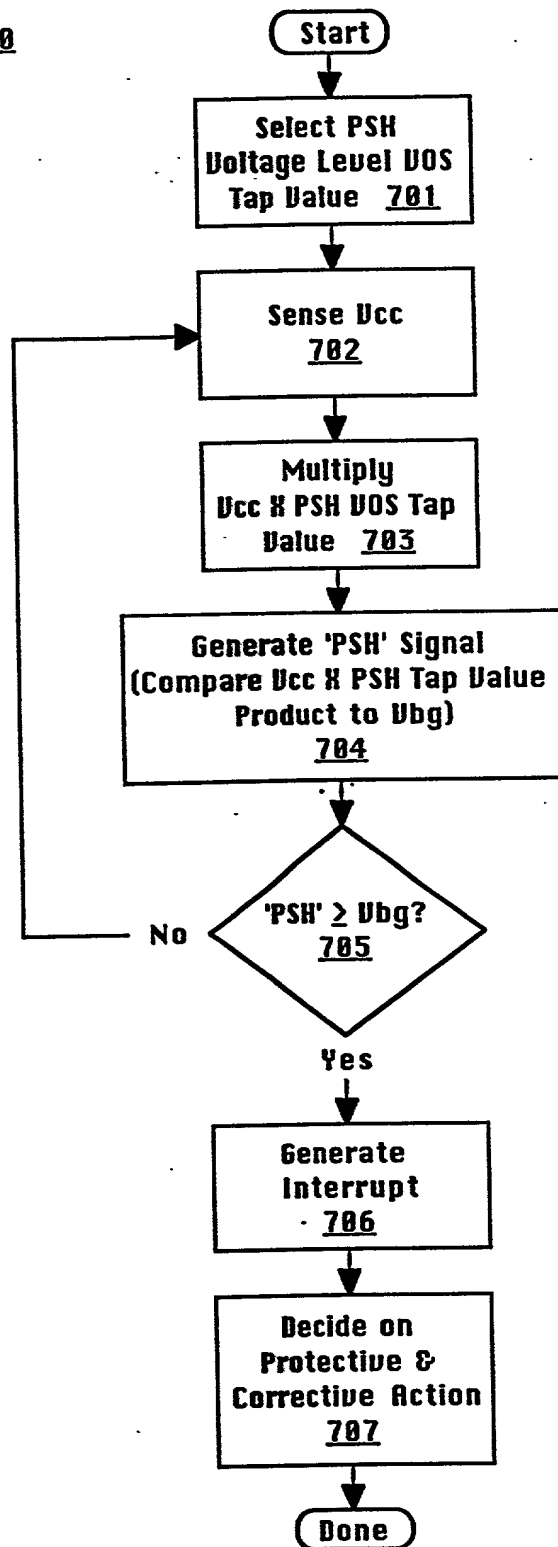 0
Start
Select PSH
Voltage Level VOS
Tap Value 701
Sense Vcc
702
Multiply
Vcc X PSH VOS Tap
Value 703
Generate 'PSH' Signal
(Compare Vcc X PSH Tap Value
Product to Vbg)
704
'PSH' ≥ Vbg?
705
No
Yes
Generate
Interrupt
706
Decide on
Protective &
Corrective Action
707
Done